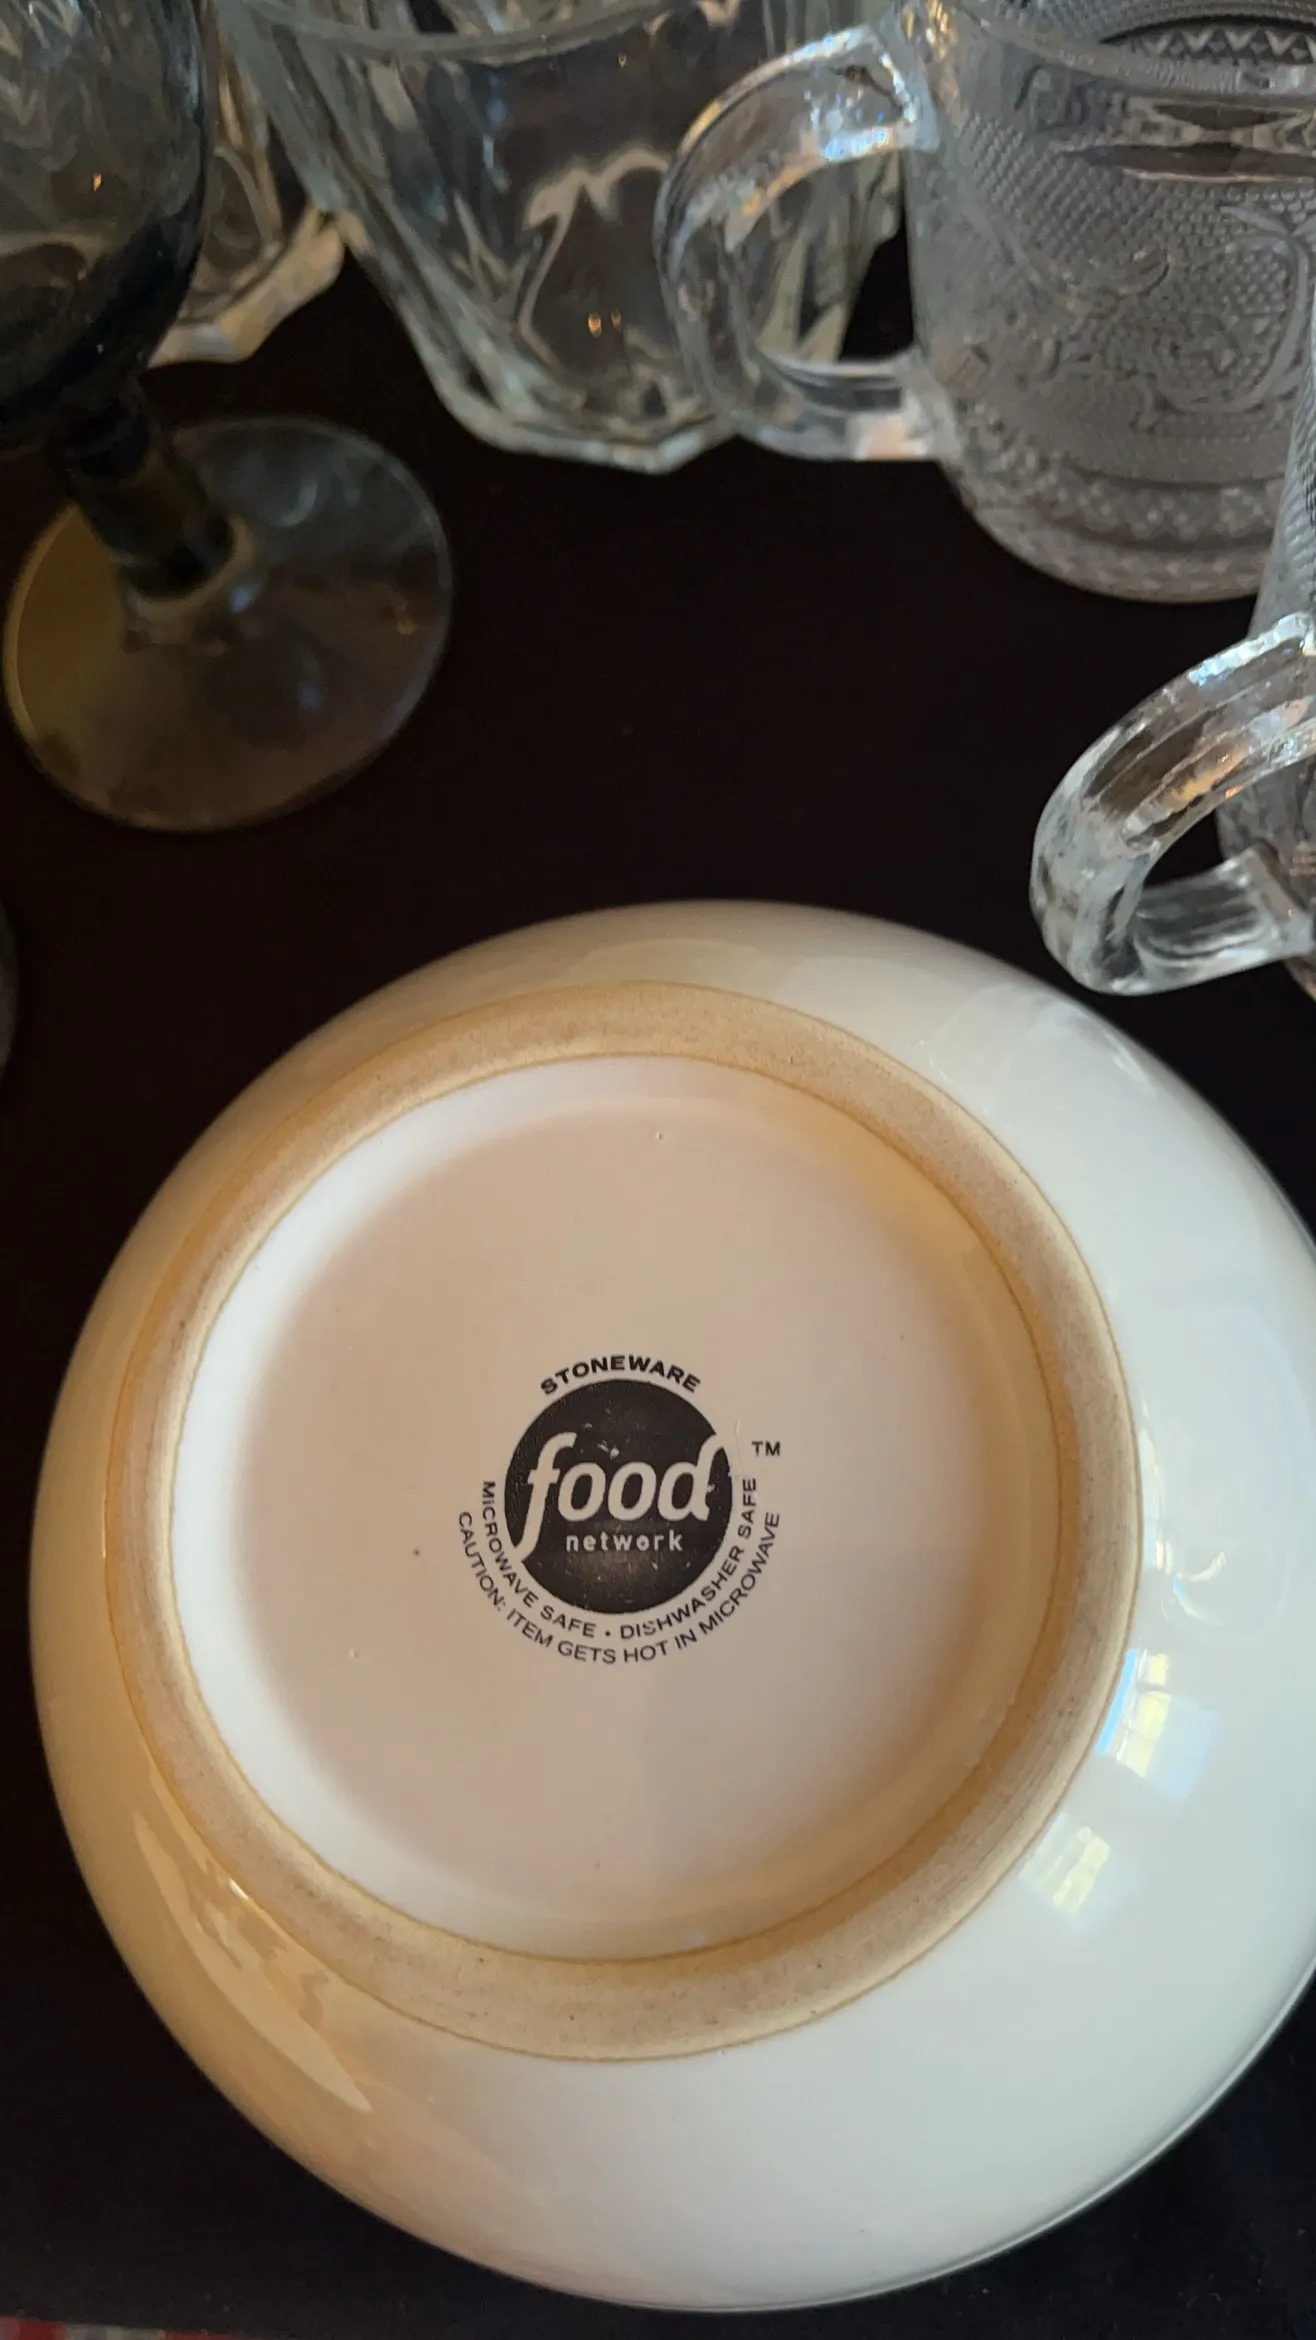 STONEWARE
food
network
TM
MICROWAVE SAFE • DISHWASHER SAFE
CAUTION: ITEM GETS HOT IN MICROWAVE